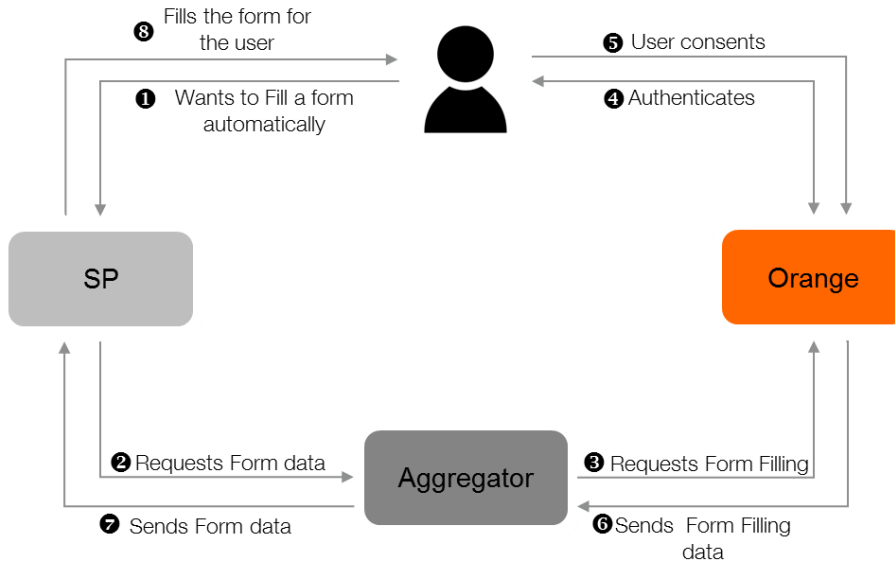 ❽ Fills the form for
the user
❺ User consents
❶ Wants to Fill a form
automatically
❹ Authenticates
SP
Orange
❷ Requests Form data
Aggregator
❸ Requests Form Filling
❼ Sends Form data
❻ Sends Form Filling
data